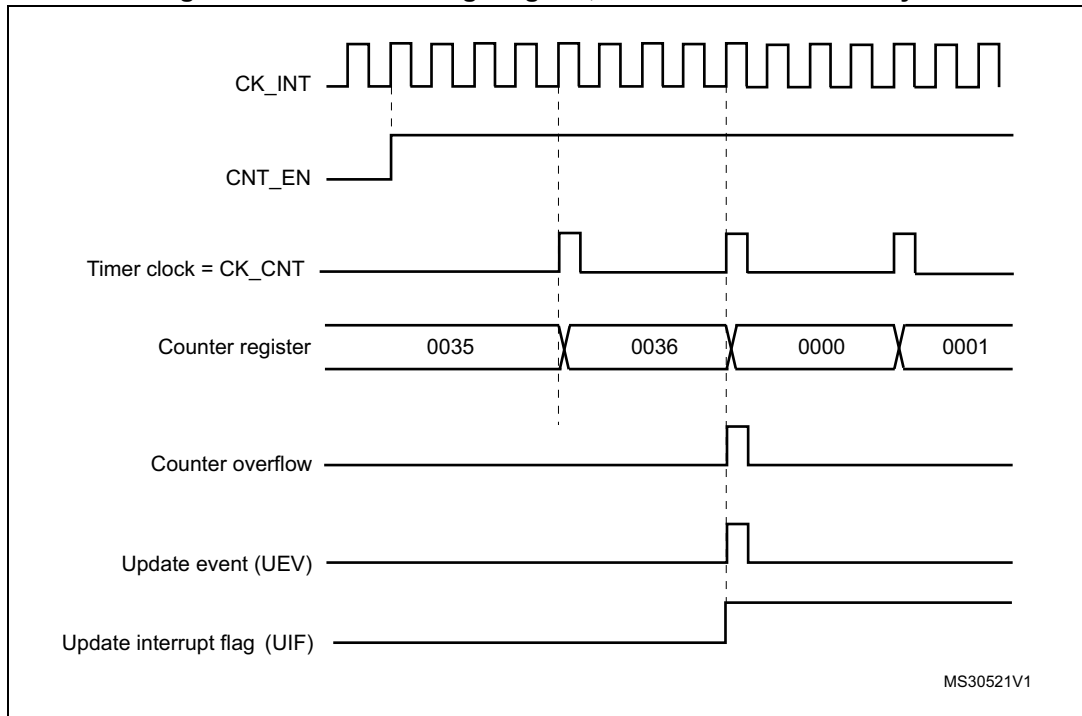 CK_INT
CNT_EN
Timer clock = CK_CNT
Counter register
0035 0036 0000 0001
Counter overflow
Update event (UEV)
Update interrupt flag (UIF)
MS30521V1